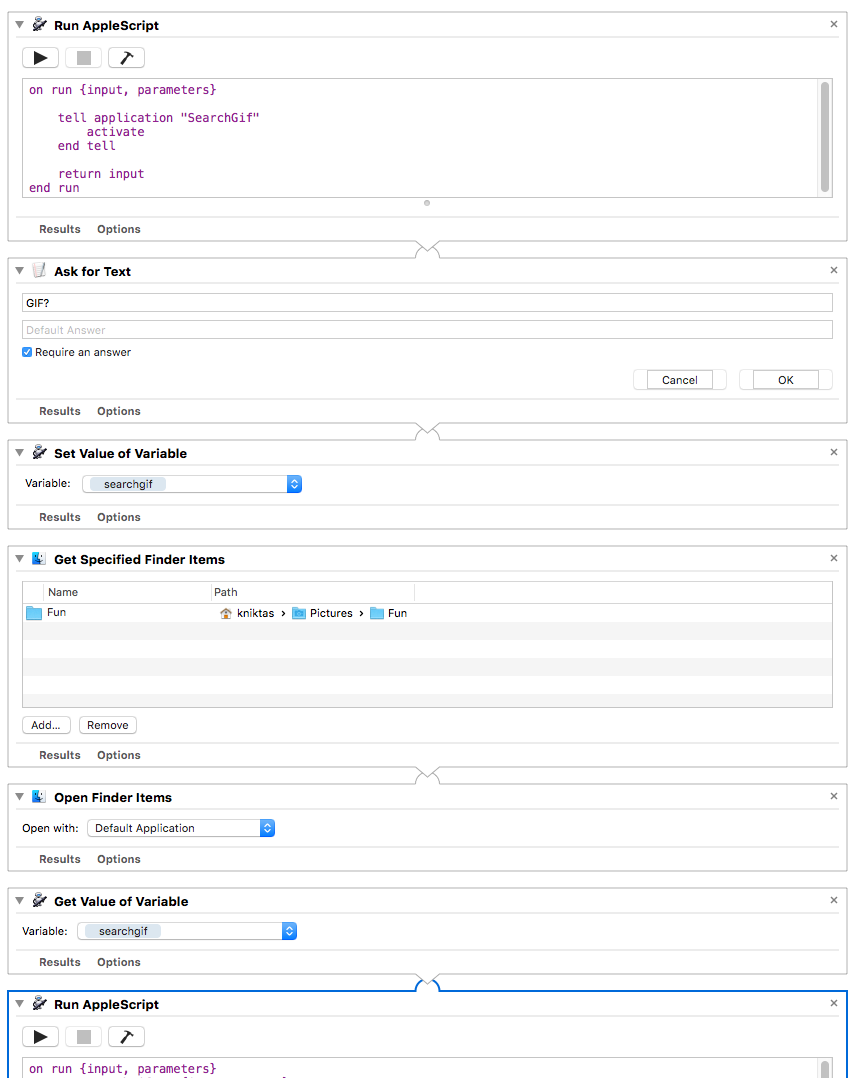 Run AppleScript
on run {input, parameters}
tell application "SearchGif"
activate
end tell
return input
end run
Results Options
Ask for Text
GIF?
Default Answer
Require an answer
Cancel OK
Results Options
Set Value of Variable
Variable: searchgif
Results Options
Get Specified Finder Items
Name Path
Fun kniktas › Pictures › Fun
Add... Remove
Results Options
Open Finder Items
Open with: Default Application
Results Options
Get Value of Variable
Variable: searchgif
Results Options
Run AppleScript
on run {input, parameters}